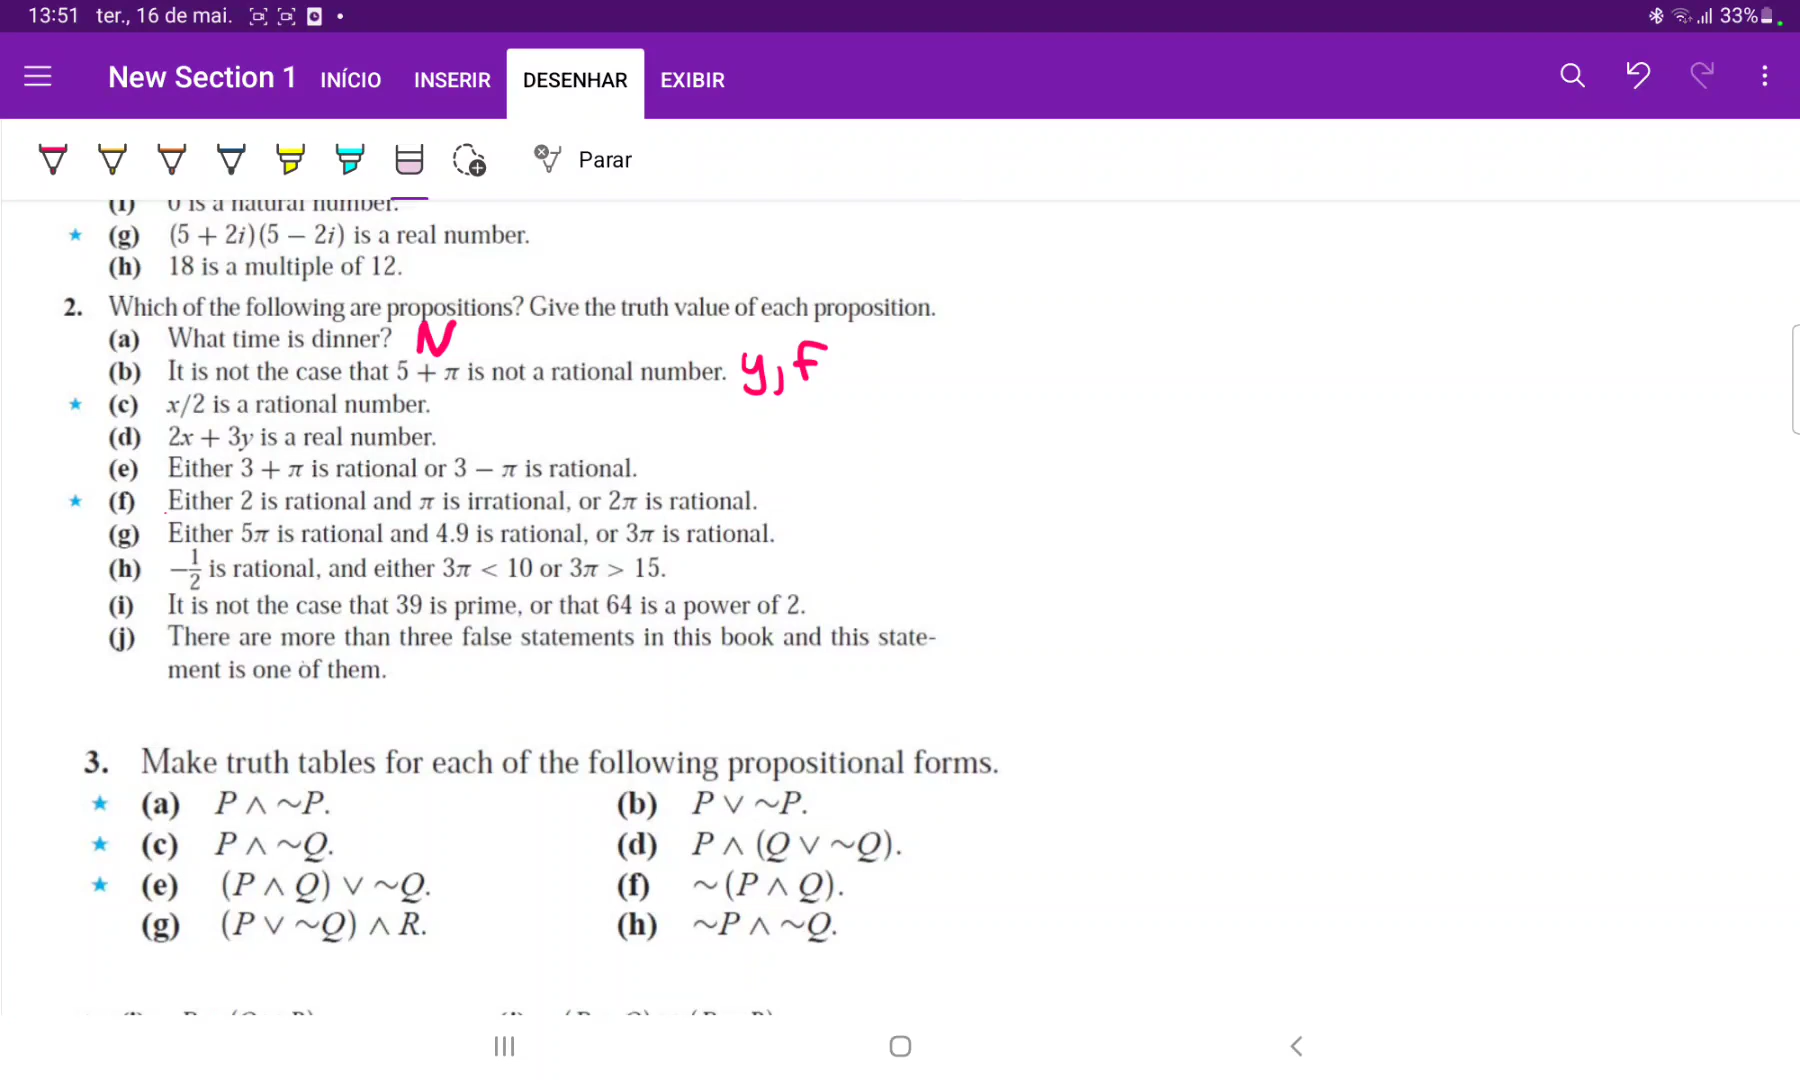 13:51 ter., 16 de mai. 33%
New Section 1 INÍCIO INSERIR DESENHAR EXIBIR
Parar
0 is a natural number.
★ (g) (5 + 2i)(5 − 2i) is a real number.
(h) 18 is a multiple of 12.
2. Which of the following are propositions? Give the truth value of each proposition.
(a) What time is dinner? N
(b) It is not the case that 5 + π is not a rational number. y, F
★ (c) x/2 is a rational number.
(d) 2x + 3y is a real number.
(e) Either 3 + π is rational or 3 − π is rational.
★ (f) Either 2 is rational and π is irrational, or 2π is rational.
(g) Either 5π is rational and 4.9 is rational, or 3π is rational.
(h) −1/2 is rational, and either 3π < 10 or 3π > 15.
(i) It is not the case that 39 is prime, or that 64 is a power of 2.
(j) There are more than three false statements in this book and this state-
ment is one of them.
3. Make truth tables for each of the following propositional forms.
★ (a) P ∧ ~P. (b) P ∨ ~P.
★ (c) P ∧ ~Q. (d) P ∧ (Q ∨ ~Q).
★ (e) (P ∧ Q) ∨ ~Q. (f) ~(P ∧ Q).
(g) (P ∨ ~Q) ∧ R. (h) ~P ∧ ~Q.